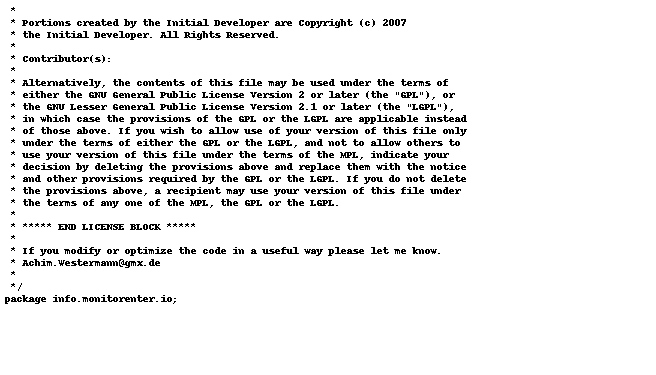 *
* Portions created by the Initial Developer are Copyright (c) 2007
* the Initial Developer. All Rights Reserved.
*
* Contributor(s):
*
* Alternatively, the contents of this file may be used under the terms of
* either the GNU General Public License Version 2 or later (the "GPL"), or
* the GNU Lesser General Public License Version 2.1 or later (the "LGPL"),
* in which case the provisions of the GPL or the LGPL are applicable instead
* of those above. If you wish to allow use of your version of this file only
* under the terms of either the GPL or the LGPL, and not to allow others to
* use your version of this file under the terms of the MPL, indicate your
* decision by deleting the provisions above and replace them with the notice
* and other provisions required by the GPL or the LGPL. If you do not delete
* the provisions above, a recipient may use your version of this file under
* the terms of any one of the MPL, the GPL or the LGPL.
*
* ***** END LICENSE BLOCK *****
*
* If you modify or optimize the code in a useful way please let me know.
* Achim.Westermann@gmx.de
*
*/
package info.monitorenter.io;